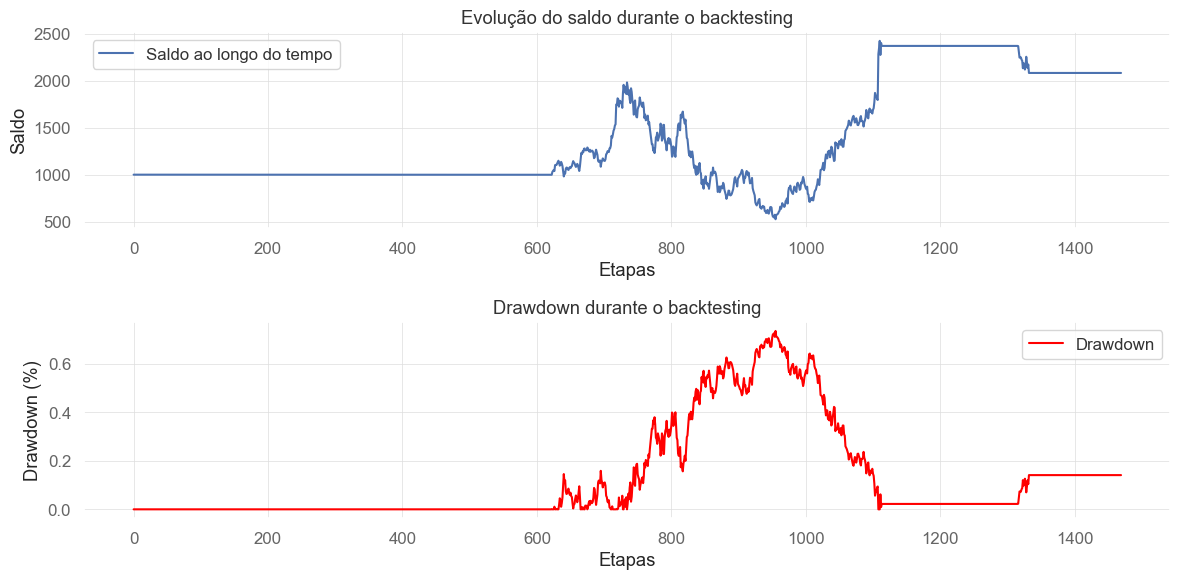 Evolução do saldo durante o backtesting
2500
2000
1500
1000
500
Saldo
Saldo ao longo do tempo
0 200 400 600 800 1000 1200 1400
Etapas
Drawdown durante o backtesting
0.6
0.4
0.2
0.0
Drawdown (%)
Drawdown
0 200 400 600 800 1000 1200 1400
Etapas